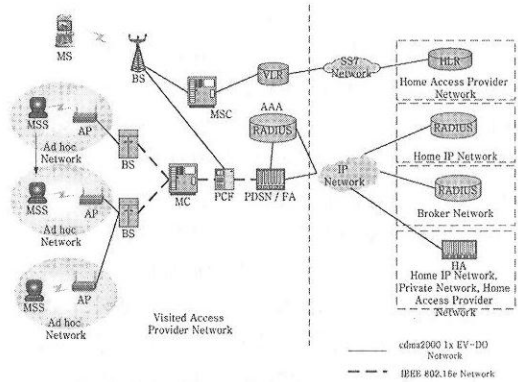 MS
BS
MSC
VLR
SS7
Network
HLR
Home Access Provider
Network
MSS
AP
Ad hoc
Network
BS
AAA
RADIUS
RADIUS
Home IP Network
MC
PCF
PDSN / FA
IP
Network
RADIUS
Broker Network
MSS
AP
Ad hoc
Network
BS
HA
Home IP Network,
Private Network, Home
Access Provider
Network
MSS
AP
Ad hoc
Network
Visited Access
Provider Network
cdma2000 1x EV-DO
Network
IEEE 802.16e Network